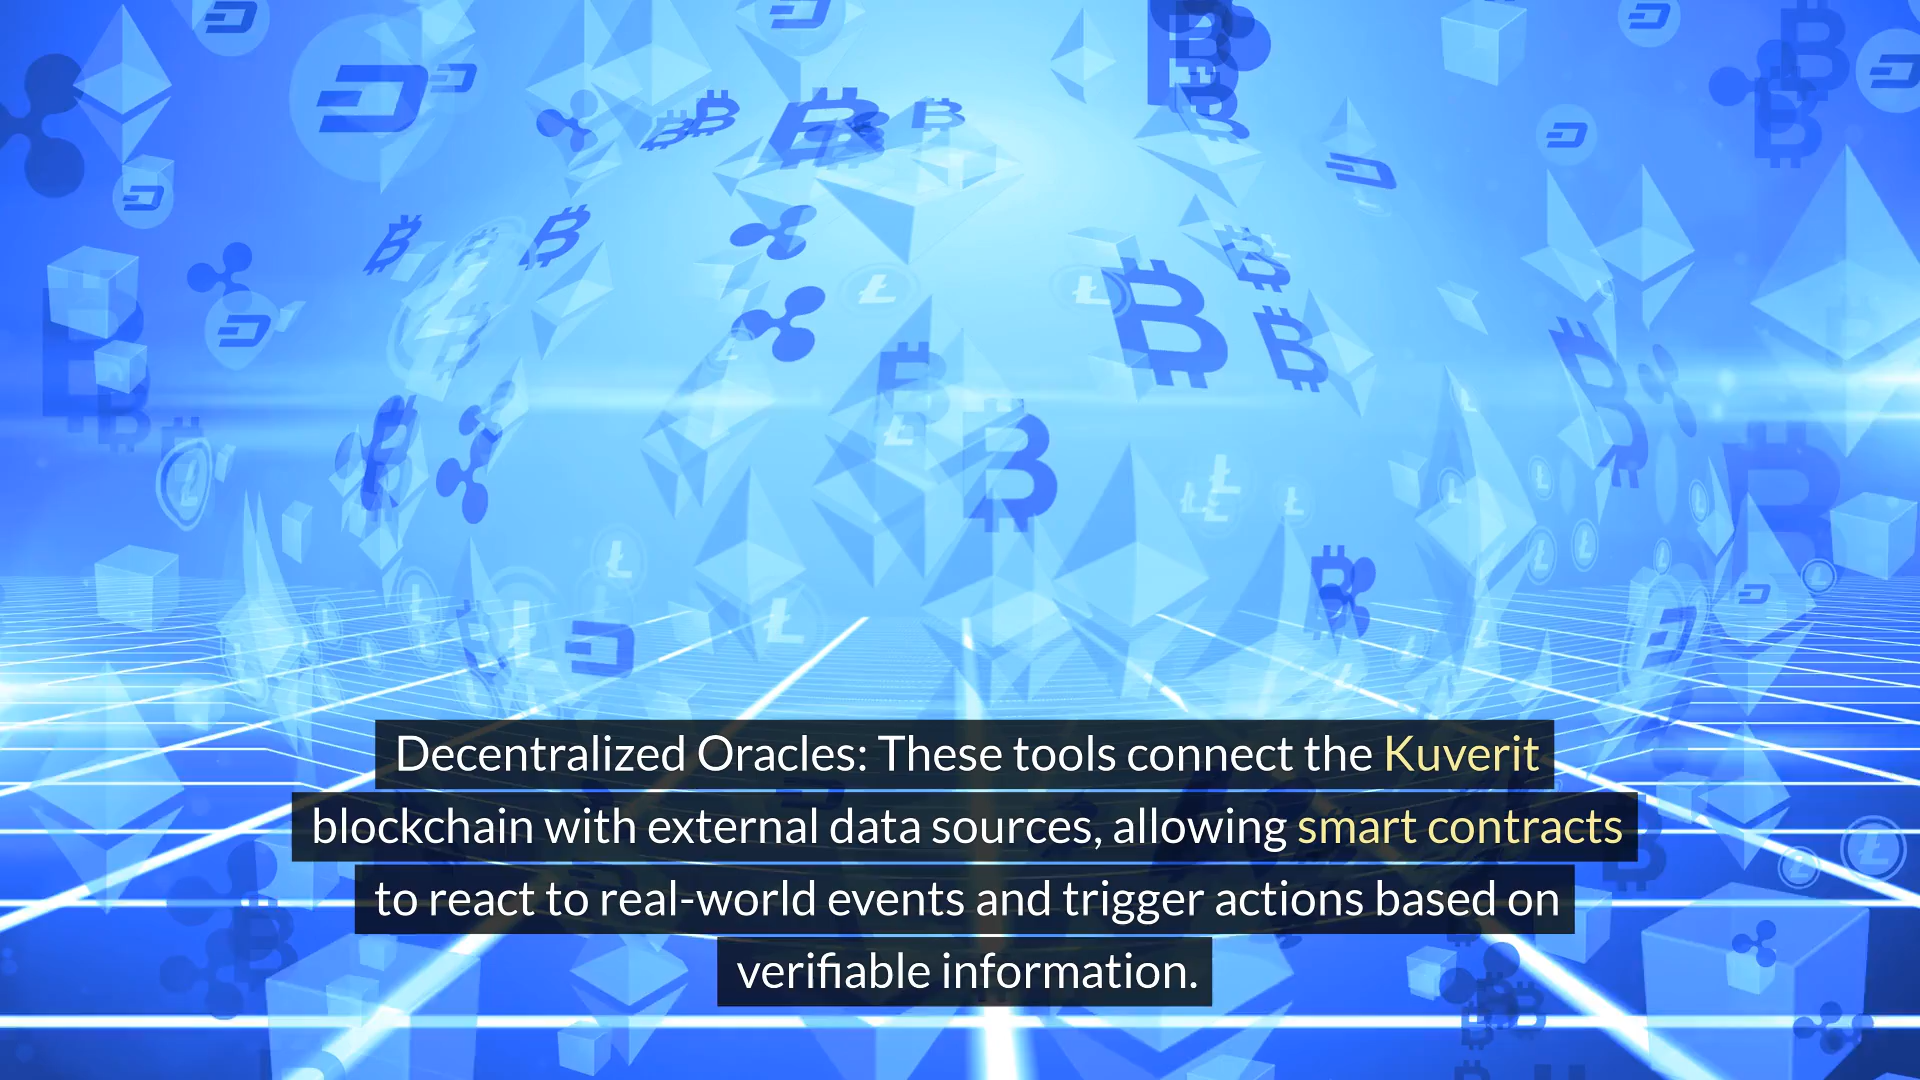 Decentralized Oracles: These tools connect the Kuverit
blockchain with external data sources, allowing smart contracts
to react to real-world events and trigger actions based on
verifiable information.